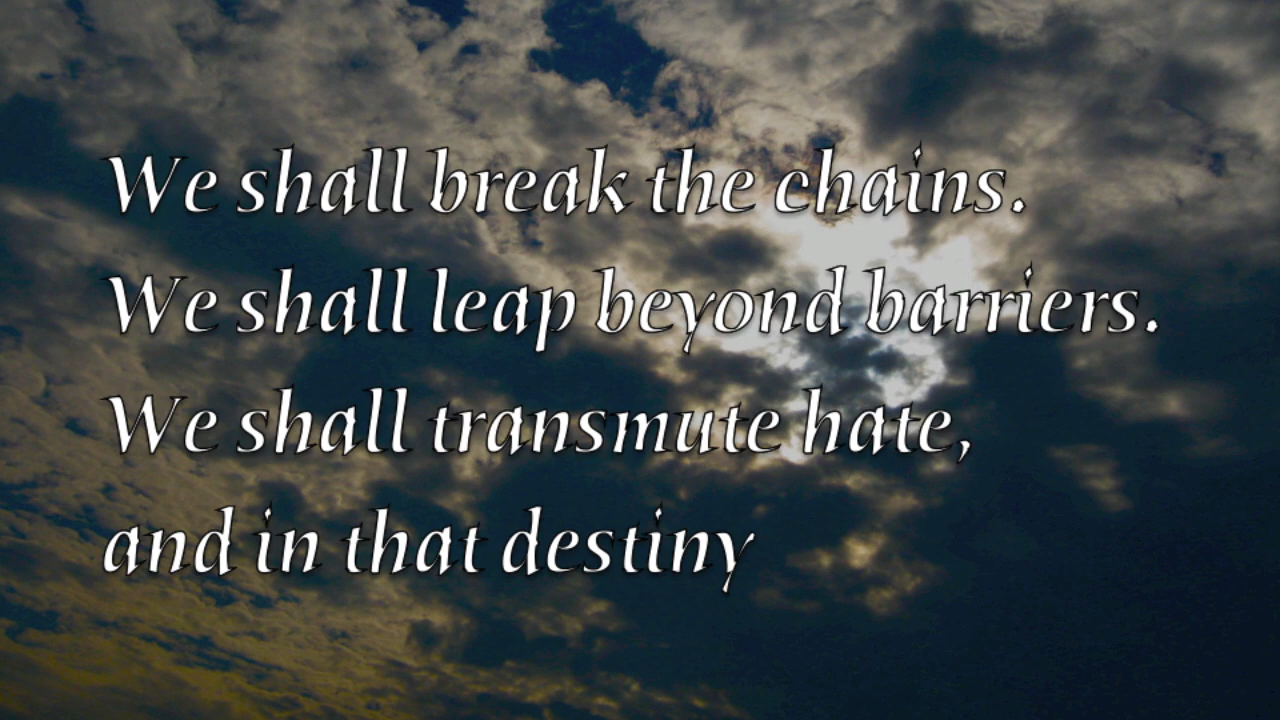 We shall break the chains.
We shall leap beyond barriers.
We shall transmute hate,
and in that destiny